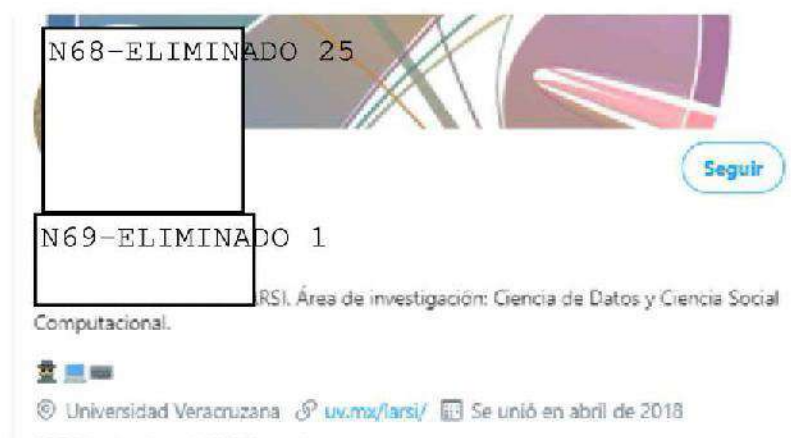 N68-ELIMINADO 25
Seguir
N69-ELIMINADO 1
ARSI. Área de investigación: Ciencia de Datos y Ciencia Social
Computacional.
Universidad Veracruzana uv.mx/larsi/ Se unió en abril de 2018